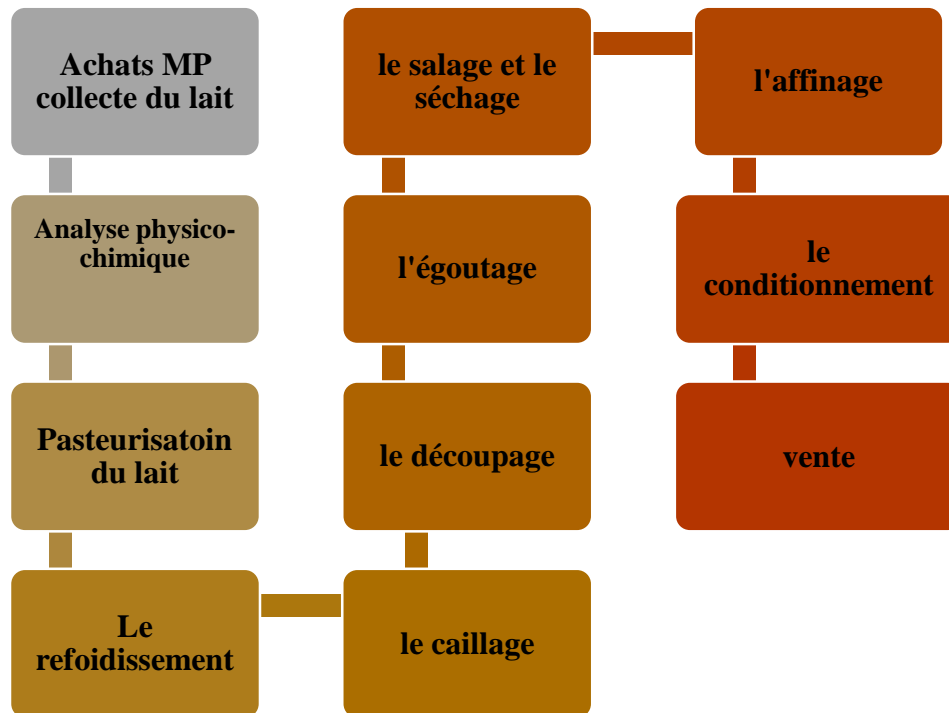 Achats MP
collecte du lait
Analyse physico-
chimique
Pasteurisatoin
du lait
Le
refoidissement
le caillage
le découpage
l'égoutage
le salage et le
séchage
l'affinage
le
conditionnement
vente